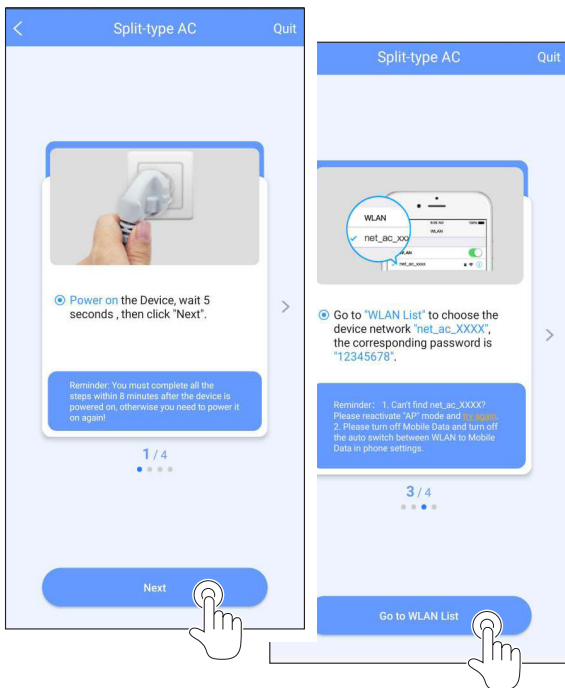 Split-type AC Quit
Power on the Device, wait 5
seconds , then click "Next".
Reminder: You must complete all the
steps within 8 minutes after the device is
powered on, otherwise you need to power it
on again!
1 / 4
Next
Split-type AC Quit
WLAN
net_ac_xxx
WLAN
net_ac_xxxx
Go to "WLAN List" to choose the
device network "net_ac_XXXX",
the corresponding password is
"12345678".
Reminder: 1. Can't find net_ac_XXXX?
Please reactivate "AP" mode and try again.
2. Please turn off Mobile Data and turn off
the auto switch between WLAN to Mobile
Data in phone settings.
3 / 4
Go to WLAN List